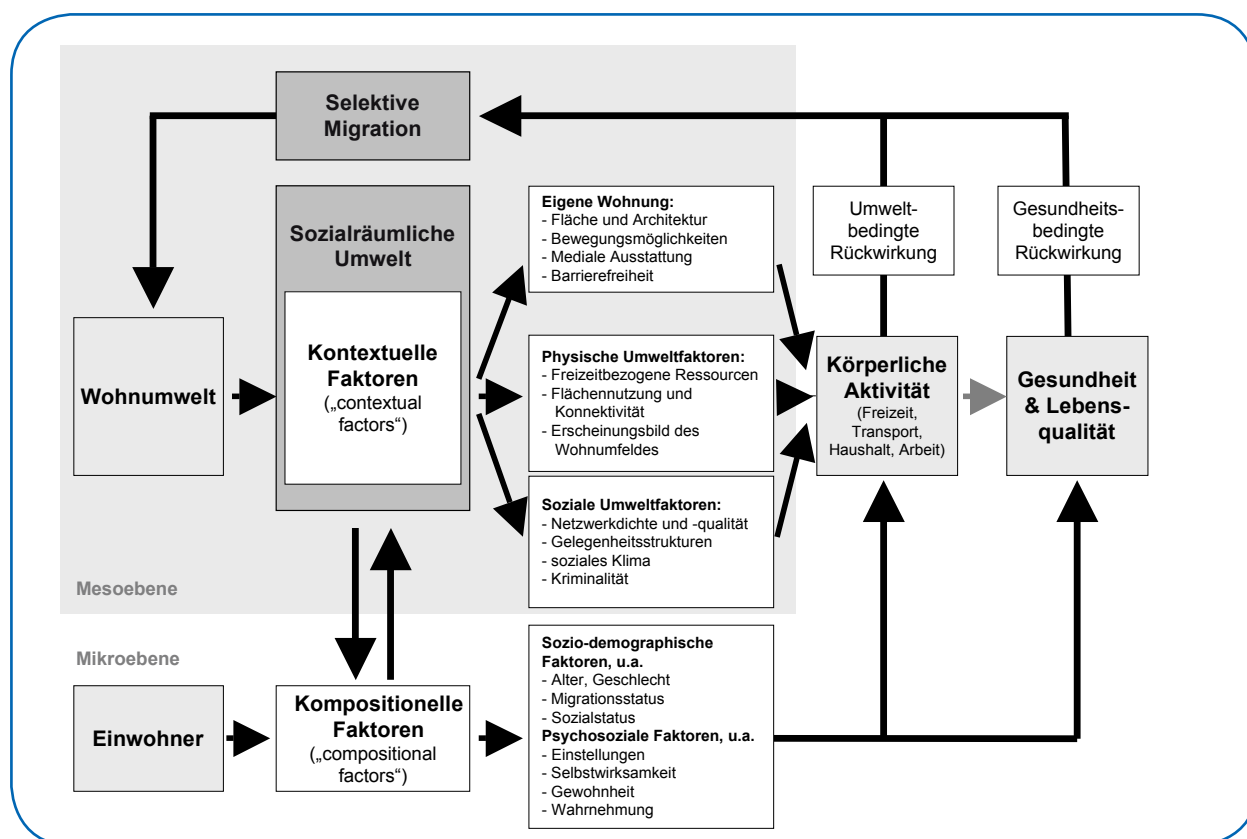 Selektive
Migration
Sozialräumliche
Umwelt
Eigene Wohnung:
- Fläche und Architektur
- Bewegungsmöglichkeiten
- Mediale Ausstattung
- Barrierefreiheit
Umwelt-
bedingte
Rückwirkung
Gesundheits-
bedingte
Rückwirkung
Wohnumwelt
Kontextuelle
Faktoren
(„contextual
factors“)
Physische Umweltfaktoren:
- Freizeitbezogene Ressourcen
- Flächennutzung und
Konnektivität
- Erscheinungsbild des
Wohnumfeldes
Körperliche
Aktivität
(Freizeit,
Transport,
Haushalt, Arbeit)
Gesundheit
& Lebens-
qualität
Soziale Umweltfaktoren:
- Netzwerkdichte und -qualität
- Gelegenheitsstrukturen
- soziales Klima
- Kriminalität
Mesoebene
Mikroebene
Einwohner
Kompositionelle
Faktoren
(„compositional
factors“)
Sozio-demographische
Faktoren, u.a.
- Alter, Geschlecht
- Migrationsstatus
- Sozialstatus
Psychosoziale Faktoren, u.a.
- Einstellungen
- Selbstwirksamkeit
- Gewohnheit
- Wahrnehmung